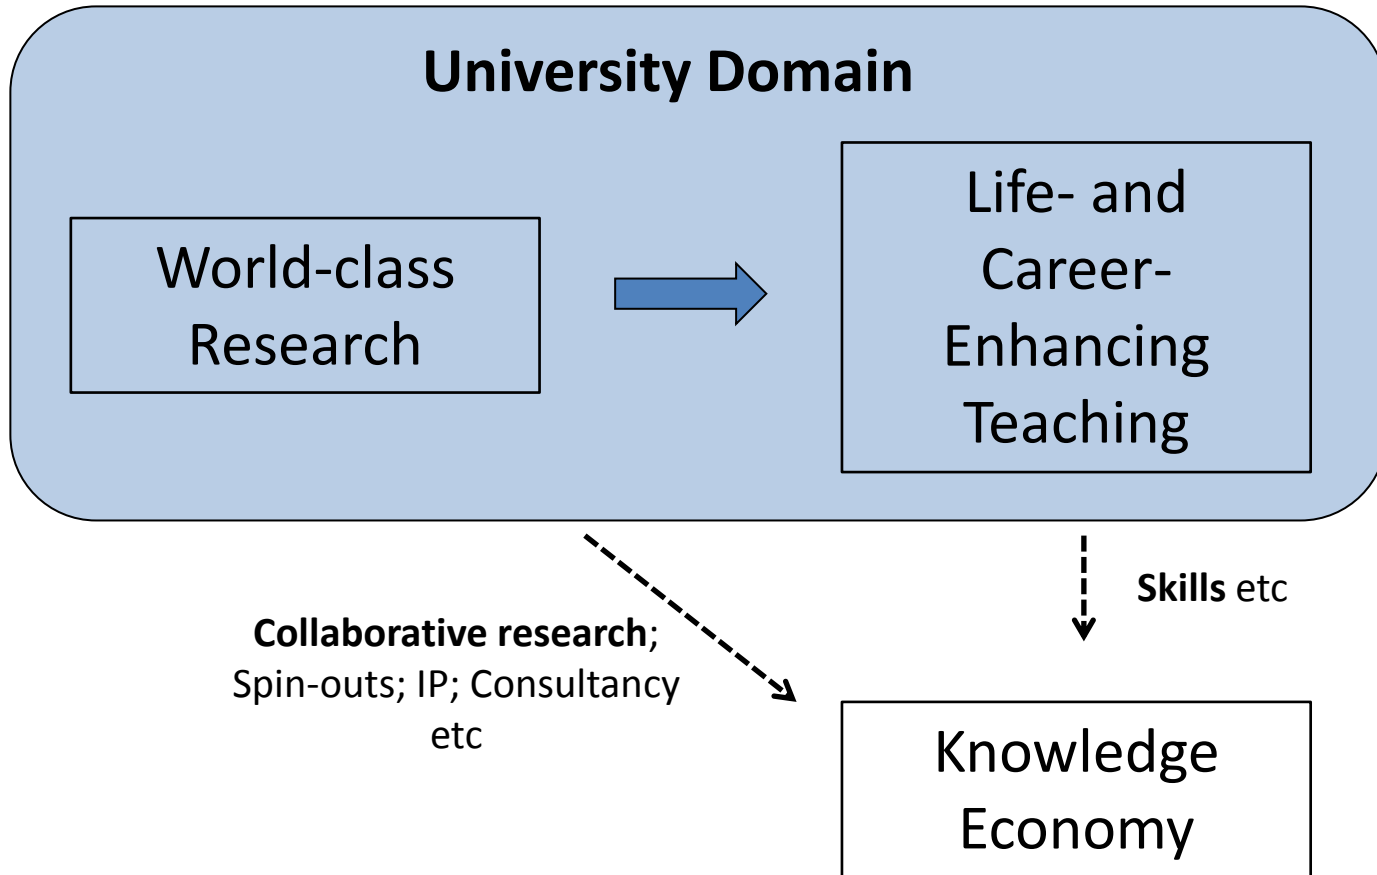 University Domain
World-class
Research
Life- and
Career-
Enhancing
Teaching
Skills etc
Collaborative research;
Spin-outs; IP; Consultancy
etc
Knowledge
Economy